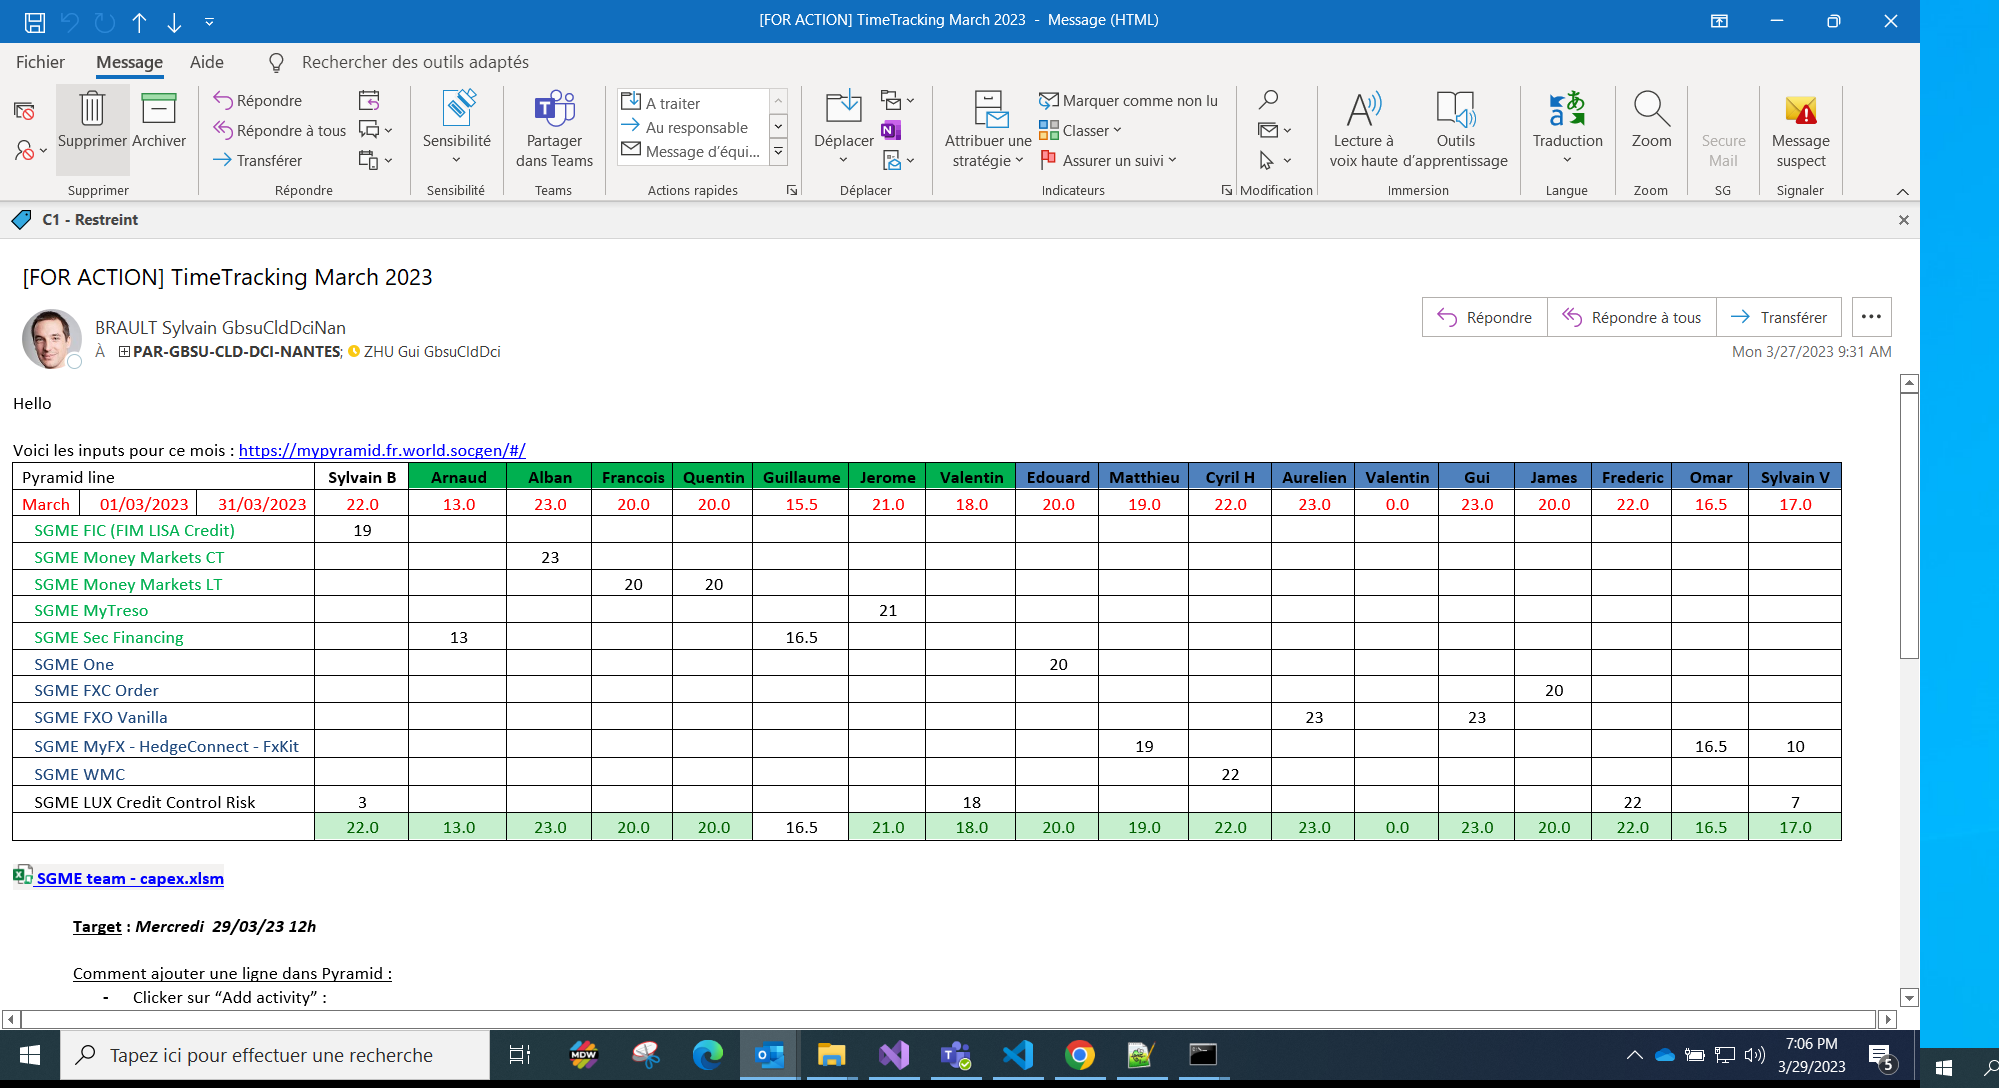 [FOR ACTION] TimeTracking March 2023 - Message (HTML)
Fichier Message Aide Rechercher des outils adaptés
Supprimer Archiver
Supprimer
Répondre
Répondre à tous
Transférer
Répondre
Sensibilité
Sensibilité
Partager
dans Teams
Teams
A traiter
Au responsable
Message d'équi...
Actions rapides
Déplacer
N
Déplacer
Attribuer une
stratégie
Marquer comme non lu
Classer
Assurer un suivi
Indicateurs
Modification
Lecture à
voix haute
Outils
d'apprentissage
Immersion
Traduction
Langue
Zoom
Zoom
Secure
Mail
SG
Message
suspect
Signaler
C1 - Restreint
[FOR ACTION] TimeTracking March 2023
BRAULT Sylvain GbsuCldDciNan
À PAR-GBSU-CLD-DCI-NANTES; ZHU Gui GbsuCldDci
Répondre Répondre à tous Transférer
Mon 3/27/2023 9:31 AM
Hello
Voici les inputs pour ce mois : https://mypyramid.fr.world.socgen/#/
Pyramid line Sylvain B Arnaud Alban Francois Quentin Guillaume Jerome Valentin Edouard Matthieu Cyril H Aurelien Valentin Gui James Frederic Omar Sylvain V
March 01/03/2023 31/03/2023 22.0 13.0 23.0 20.0 20.0 15.5 21.0 18.0 20.0 19.0 22.0 23.0 0.0 23.0 20.0 22.0 16.5 17.0
SGME FIC (FIM LISA Credit) 19
SGME Money Markets CT 23
SGME Money Markets LT 20 20
SGME MyTreso 21
SGME Sec Financing 13 16.5
SGME One 20
SGME FXC Order 20
SGME FXO Vanilla 23 23
SGME MyFX - HedgeConnect - FxKit 19 16.5 10
SGME WMC 22
SGME LUX Credit Control Risk 3 18 22 7
22.0 13.0 23.0 20.0 20.0 16.5 21.0 18.0 20.0 19.0 22.0 23.0 0.0 23.0 20.0 22.0 16.5 17.0
SGME team - capex.xlsm
Target : Mercredi 29/03/23 12h
Comment ajouter une ligne dans Pyramid :
- Clicker sur “Add activity” :
Tapez ici pour effectuer une recherche
MDW
7:06 PM
3/29/2023
5